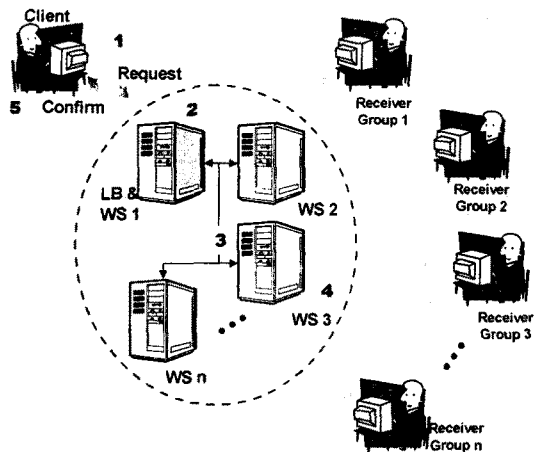 Client
1
Request
5 Confirm
2
LB &
WS 1
WS 2
3
4
WS 3
WS n
Receiver
Group 1
Receiver
Group 2
Receiver
Group 3
Receiver
Group n